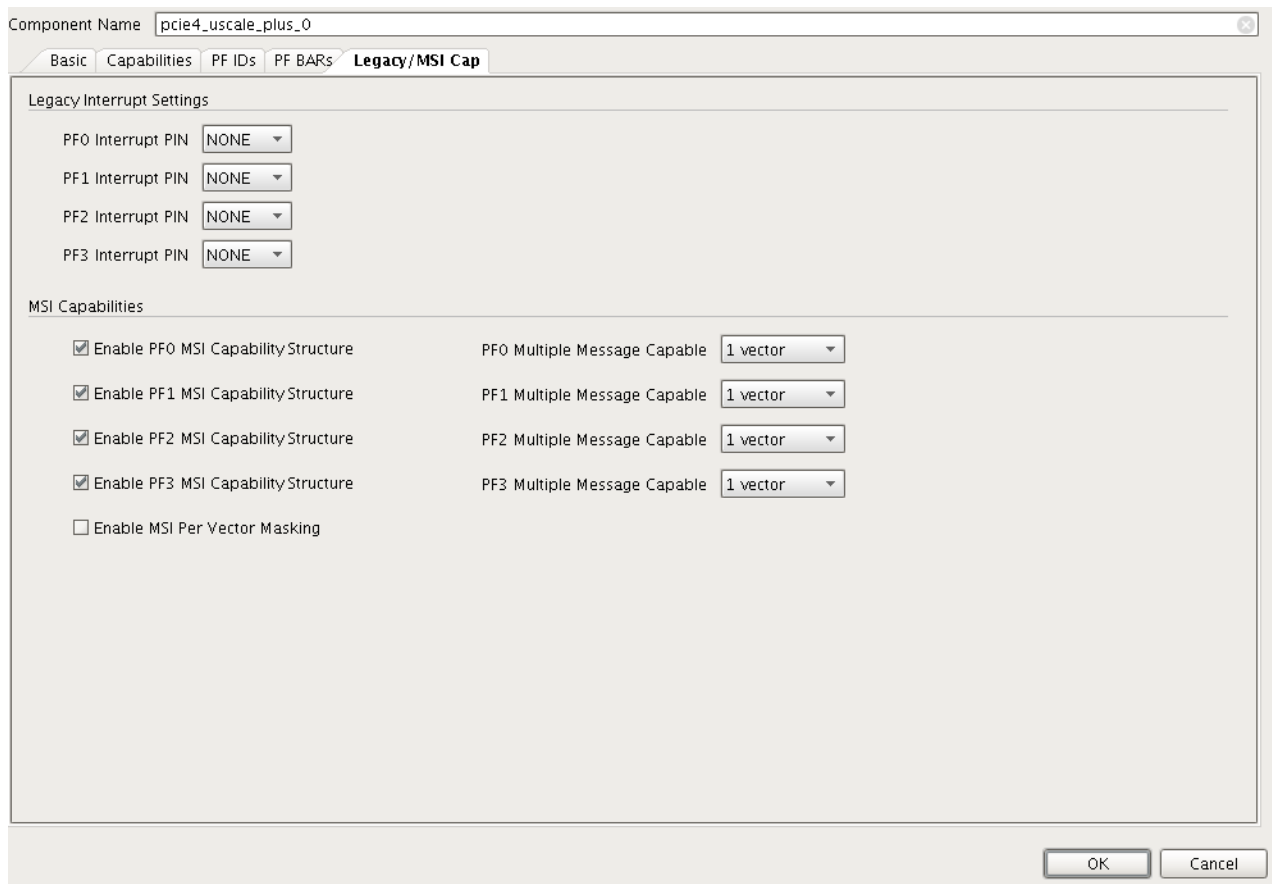 Component Name pcie4_uscale_plus_0
Basic Capabilities PF IDs PF BARs Legacy/MSI Cap
Legacy Interrupt Settings
PF0 Interrupt PIN NONE
PF1 Interrupt PIN NONE
PF2 Interrupt PIN NONE
PF3 Interrupt PIN NONE
MSI Capabilities
Enable PF0 MSI Capability Structure PF0 Multiple Message Capable 1 vector
Enable PF1 MSI Capability Structure PF1 Multiple Message Capable 1 vector
Enable PF2 MSI Capability Structure PF2 Multiple Message Capable 1 vector
Enable PF3 MSI Capability Structure PF3 Multiple Message Capable 1 vector
Enable MSI Per Vector Masking
OK Cancel